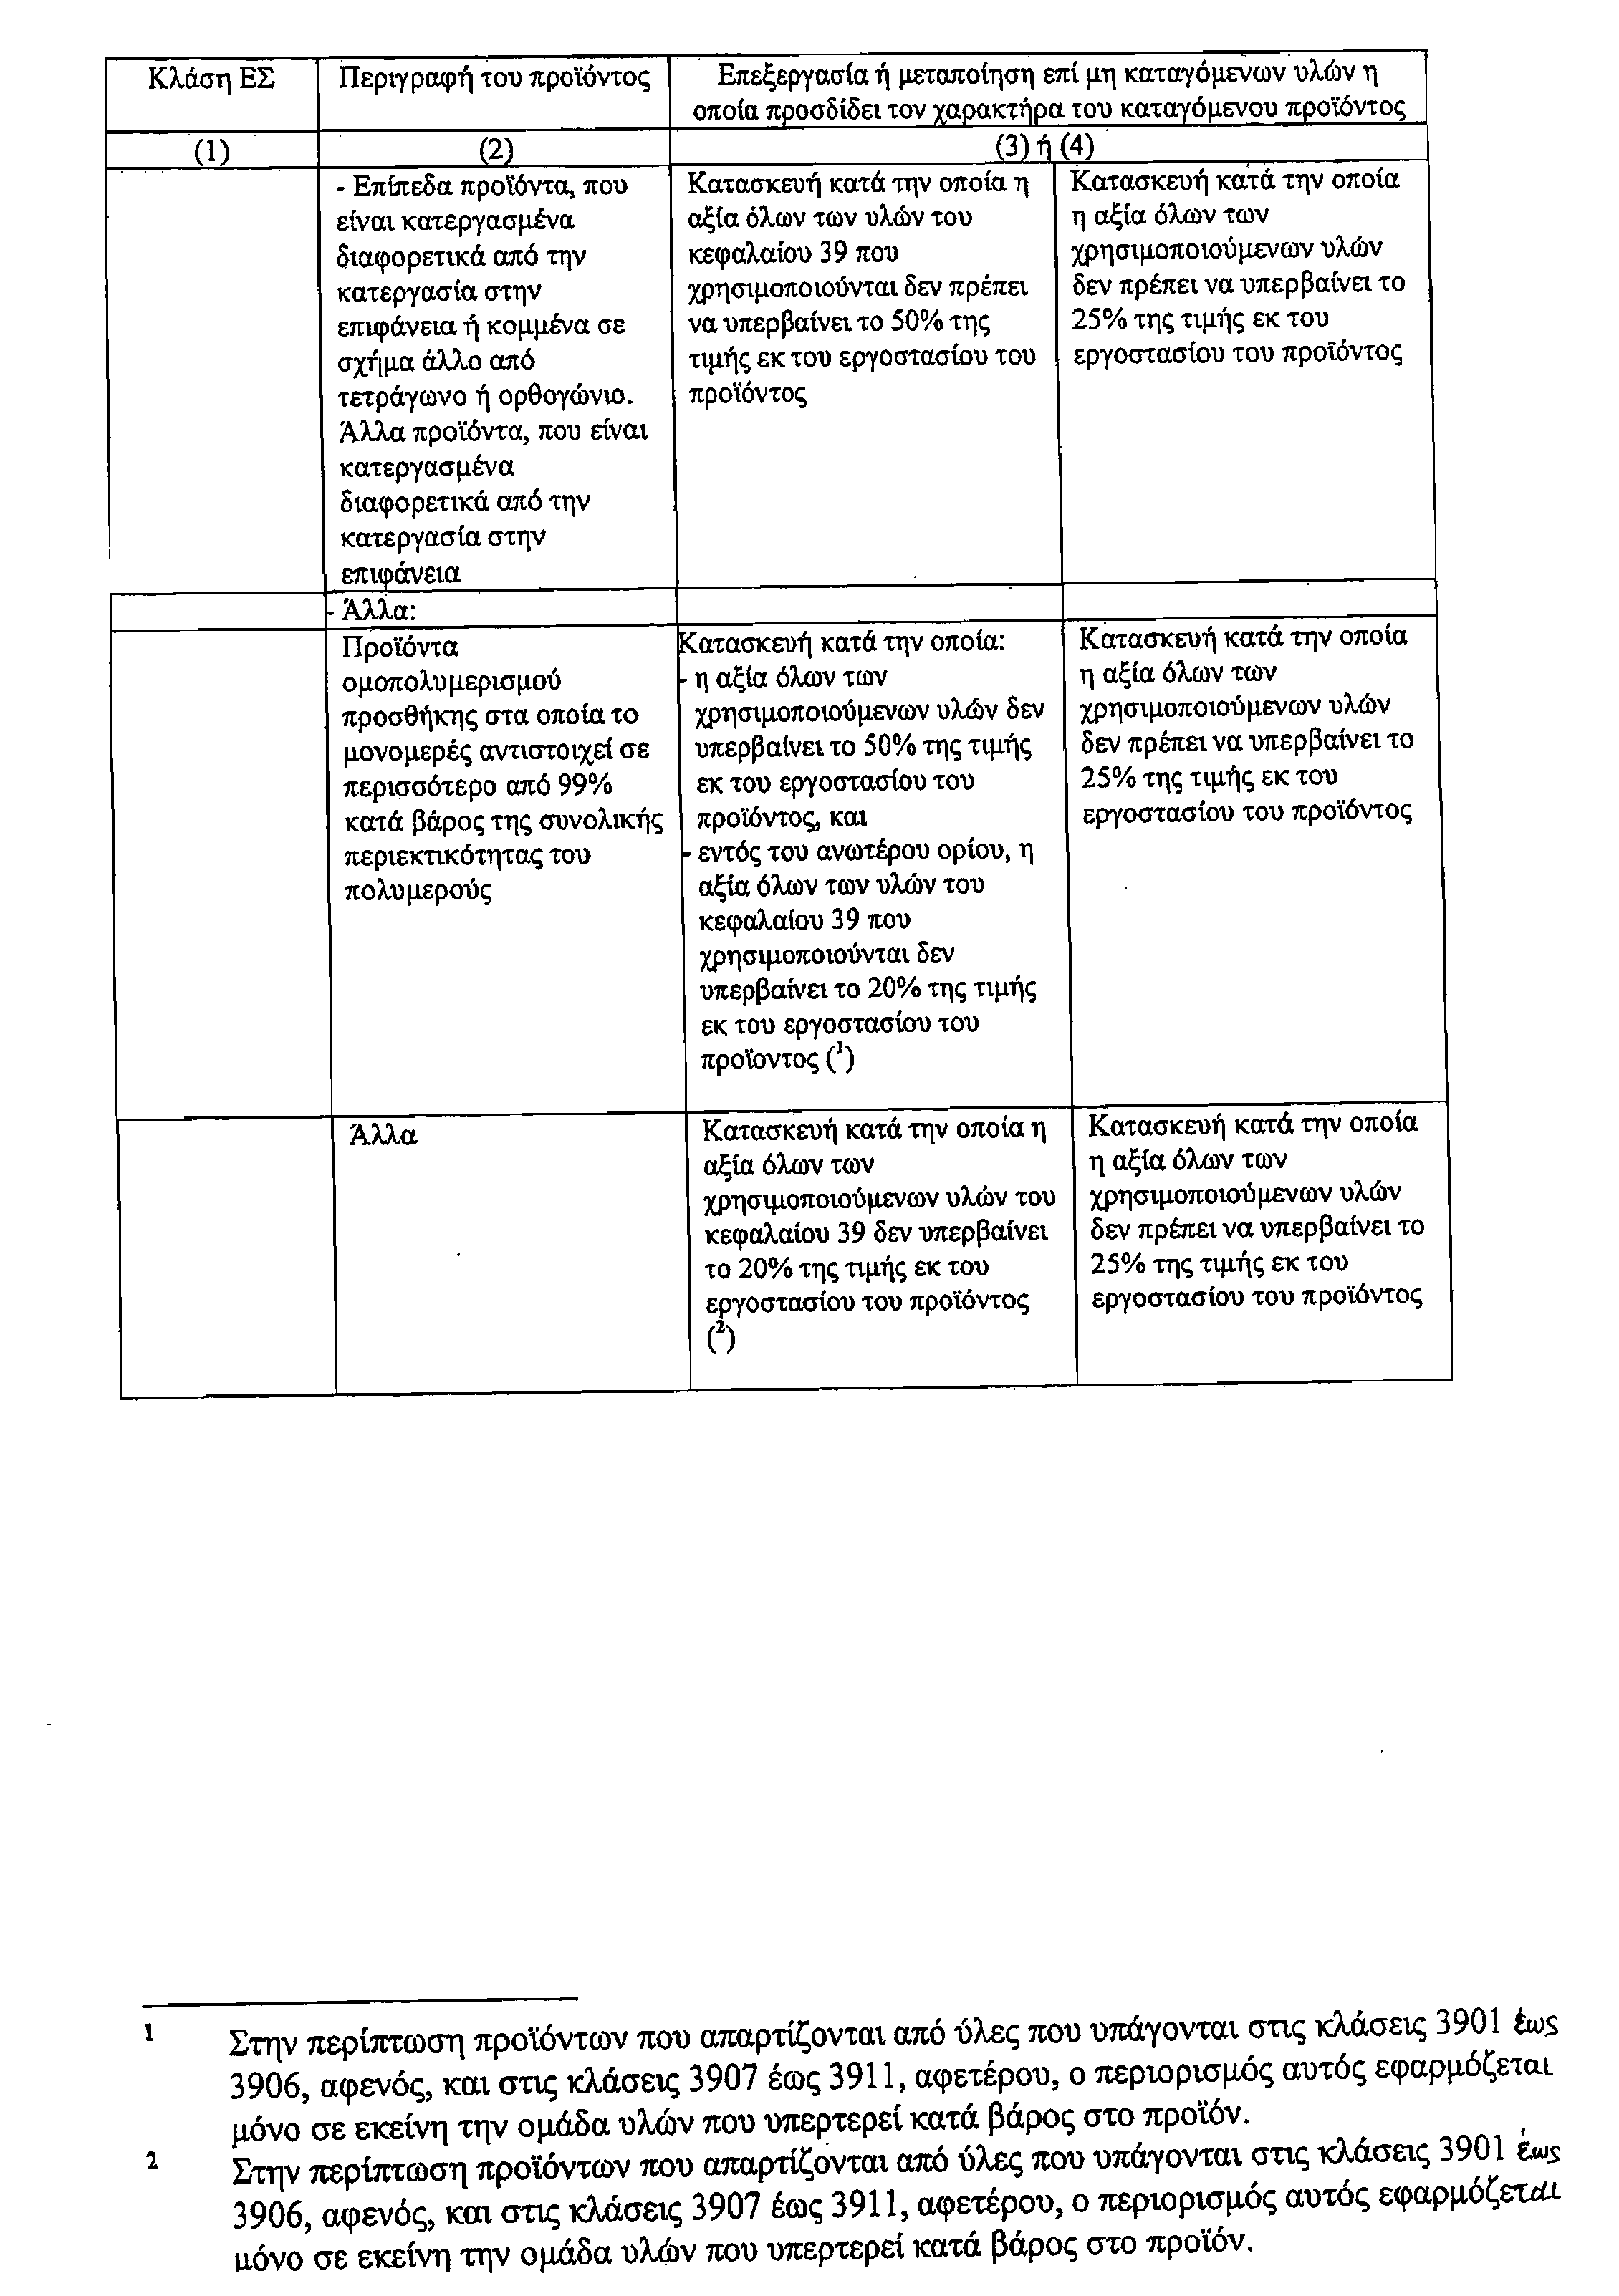 Κλάση ΕΣ
Περιγραφή του προϊόντος
Επεξεργασία ή μεταποίηση επί μη καταγόμενων υλών η
οποία προσδίδει τον χαρακτήρα του καταγόμενου προϊόντος
(1)
(2)
(3) ή (4)
- Επίπεδα προϊόντα, που
είναι κατεργασμένα
διαφορετικά από την
κατεργασία στην
επιφάνεια ή κομμένα σε
σχήμα άλλο από
τετράγωνο ή ορθογώνιο.
Άλλα προϊόντα, που είναι
κατεργασμένα
διαφορετικά από την
κατεργασία στην
επιφάνεια
Κατασκευή κατά την οποία η
αξία όλων των υλών του
κεφαλαίου 39 που
χρησιμοποιούνται δεν πρέπει
να υπερβαίνει το 50% της
τιμής εκ του εργοστασίου του
προϊόντος
Κατασκευή κατά την οποία
η αξία όλων των
χρησιμοποιούμενων υλών
δεν πρέπει να υπερβαίνει το
25% της τιμής εκ του
εργοστασίου του προϊόντος
- Άλλα:
Προϊόντα
ομοπολυμερισμού
προσθήκης στα οποία το
μονομερές αντιστοιχεί σε
περισσότερο από 99%
κατά βάρος της συνολικής
περιεκτικότητας του
πολυμερούς
Κατασκευή κατά την οποία:
- η αξία όλων των
χρησιμοποιούμενων υλών δεν
υπερβαίνει το 50% της τιμής
εκ του εργοστασίου του
προϊόντος, και
- εντός του ανωτέρου ορίου, η
αξία όλων των υλών του
κεφαλαίου 39 που
χρησιμοποιούνται δεν
υπερβαίνει το 20% της τιμής
εκ του εργοστασίου του
προϊοντος (1)
Κατασκευή κατά την οποία
η αξία όλων των
χρησιμοποιούμενων υλών
δεν πρέπει να υπερβαίνει το
25% της τιμής εκ του
εργοστασίου του προϊόντος
Άλλα
Κατασκευή κατά την οποία η
αξία όλων των
χρησιμοποιούμενων υλών του
κεφαλαίου 39 δεν υπερβαίνει
το 20% της τιμής εκ του
εργοστασίου του προϊόντος
(2)
Κατασκευή κατά την οποία
η αξία όλων των
χρησιμοποιούμενων υλών
δεν πρέπει να υπερβαίνει το
25% της τιμής εκ του
εργοστασίου του προϊόντος
1 Στην περίπτωση προϊόντων που απαρτίζονται από ύλες που υπάγονται στις κλάσεις 3901 έως
3906, αφενός, και στις κλάσεις 3907 έως 3911, αφετέρου, ο περιορισμός αυτός εφαρμόζεται
μόνο σε εκείνη την ομάδα υλών που υπερτερεί κατά βάρος στο προϊόν.
2 Στην περίπτωση προϊόντων που απαρτίζονται από ύλες που υπάγονται στις κλάσεις 3901 έως
3906, αφενός, και στις κλάσεις 3907 έως 3911, αφετέρου, ο περιορισμός αυτός εφαρμόζεται
μόνο σε εκείνη την ομάδα υλών που υπερτερεί κατά βάρος στο προϊόν.